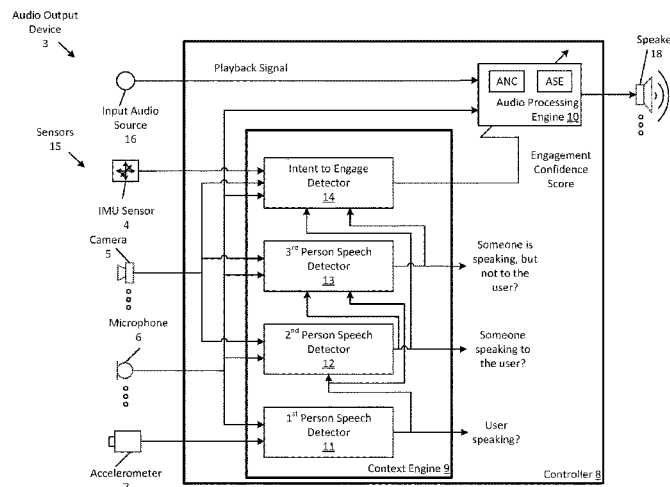 Audio Output
Device
3
Sensors
15
Input Audio
Source
16
IMU Sensor
4
Camera
5
Microphone
6
Accelerometer
Playback Signal
ANC
ASE
Audio Processing
Engine 10
Speake
18
Engagement
Confidence
Score
Intent to Engage
Detector
14
3rd Person Speech
Detector
13
Someone is
speaking, but
not to the
user?
2nd Person Speech
Detector
12
Someone
speaking to
the user?
1st Person Speech
Detector
11
User
speaking?
Context Engine 9
Controller 8